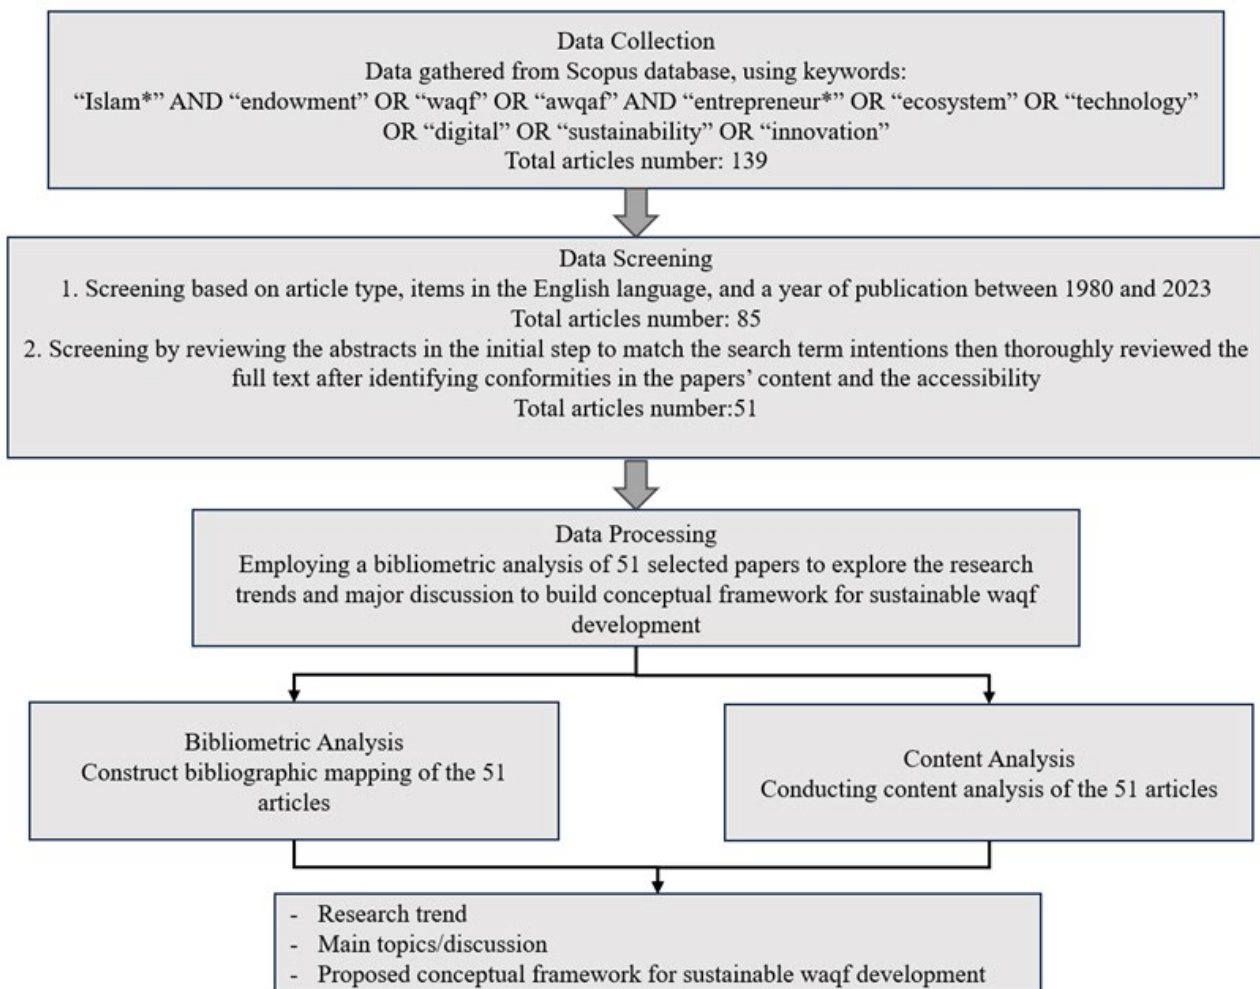 Data Collection
Data gathered from Scopus database, using keywords:
“Islam*” AND “endowment” OR “waqf” OR “awqaf” AND “entrepreneur*” OR “ecosystem” OR “technology”
OR “digital” OR “sustainability” OR “innovation”
Total articles number: 139
Data Screening
1. Screening based on article type, items in the English language, and a year of publication between 1980 and 2023
Total articles number: 85
2. Screening by reviewing the abstracts in the initial step to match the search term intentions then thoroughly reviewed the
full text after identifying conformities in the papers’ content and the accessibility
Total articles number:51
Data Processing
Employing a bibliometric analysis of 51 selected papers to explore the research
trends and major discussion to build conceptual framework for sustainable waqf
development
Bibliometric Analysis
Construct bibliographic mapping of the 51
articles
Content Analysis
Conducting content analysis of the 51 articles
- Research trend
- Main topics/discussion
- Proposed conceptual framework for sustainable waqf development